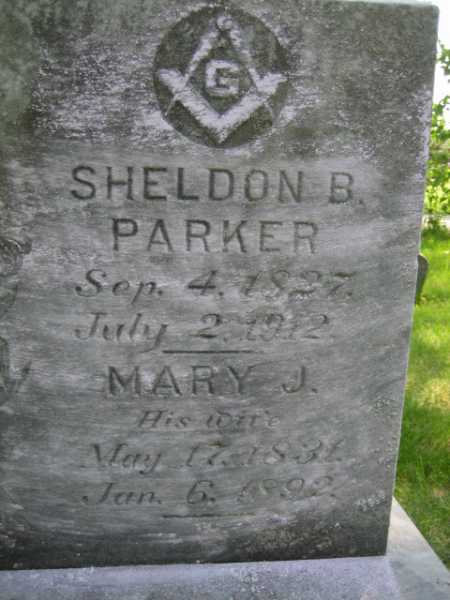 G
SHELDON B.
PARKER
Sep. 4, 1827.
July 2, 1912
MARY J.
His wife
May 17, 1831.
Jan. 6, 1892.